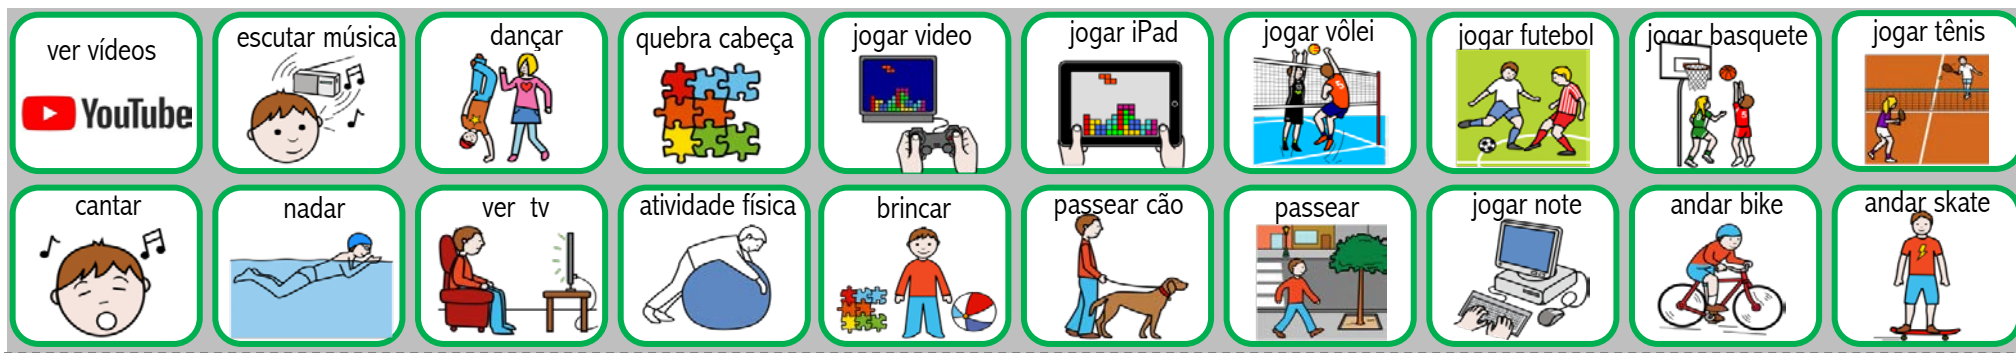 ver vídeos
YouTube
escutar música
dançar
quebra cabeça
jogar video
jogar iPad
jogar vôlei
jogar futebol
jogar basquete
jogar tênis
cantar
nadar
ver tv
atividade física
brincar
passear cão
passear
jogar note
andar bike
andar skate